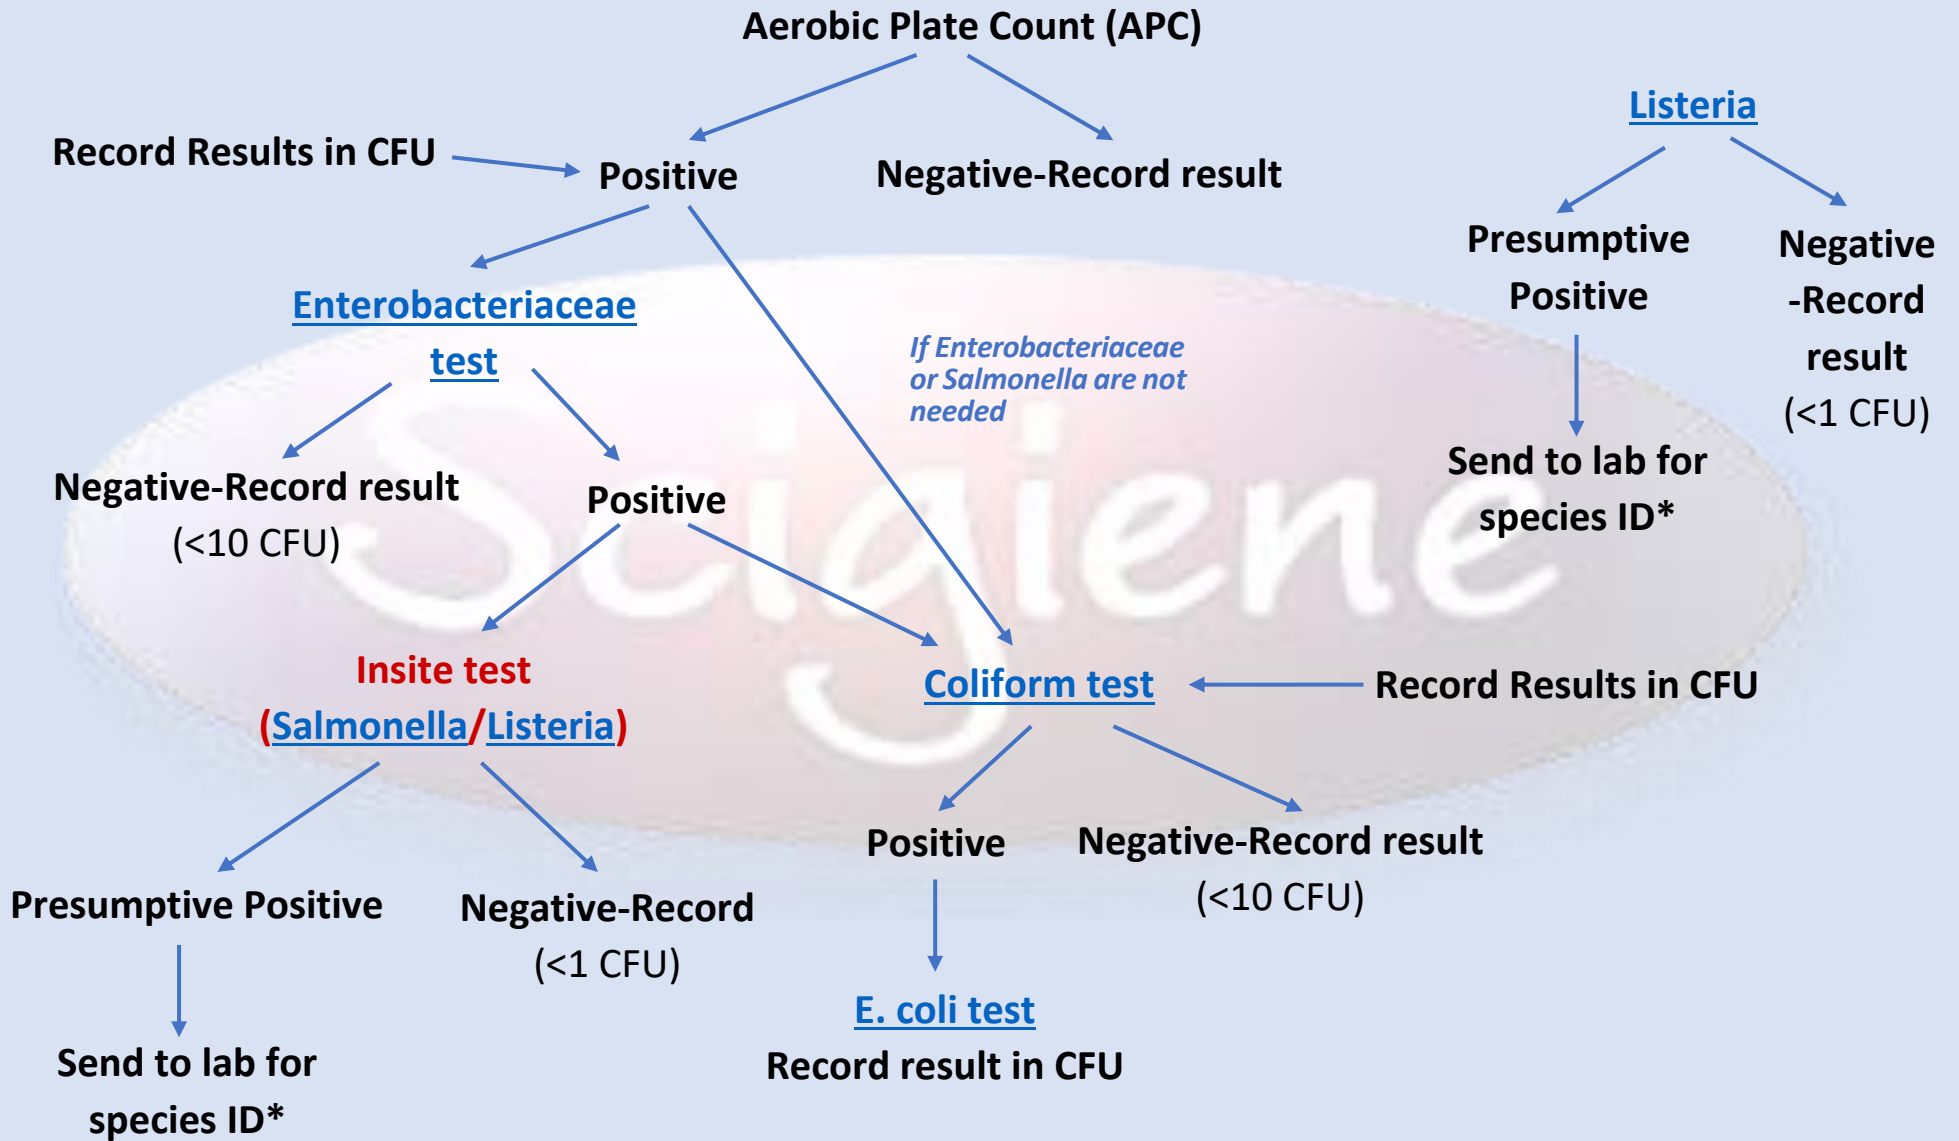 Aerobic Plate Count (APC)
Record Results in CFU
Positive
Negative-Record result
Listeria
Presumptive
Positive
Negative
-Record
result
(<1 CFU)
Send to lab for
species ID*
Enterobacteriaceae
test
If Enterobacteriaceae
or Salmonella are not
needed
Negative-Record result
(<10 CFU)
Positive
Scigiene
Insite test
(Salmonella/Listeria)
Coliform test
Record Results in CFU
Presumptive Positive
Negative-Record
(<1 CFU)
Positive
Negative-Record result
(<10 CFU)
Send to lab for
species ID*
E. coli test
Record result in CFU